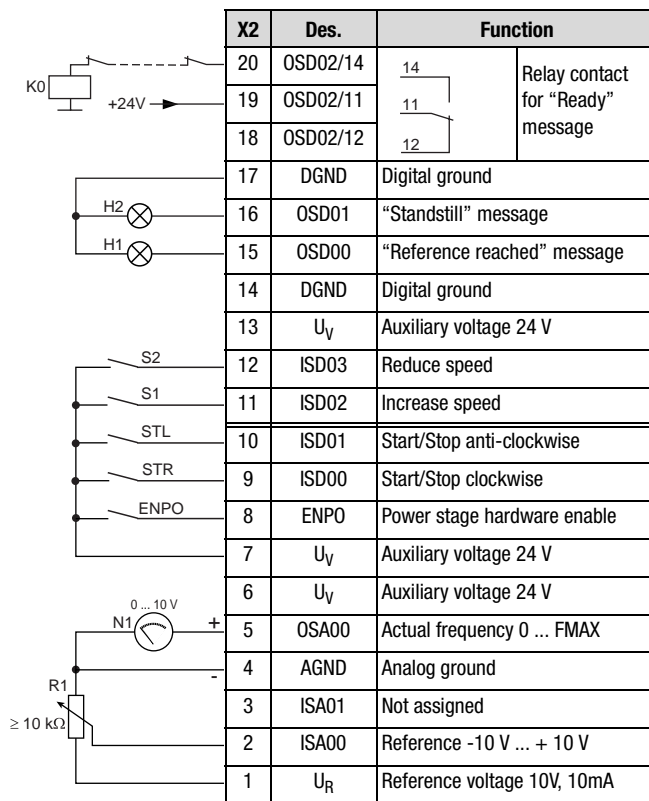 X2 Des. Function
20 OSD02/14 14 Relay contact for “Ready” message
K0
+24V 19 OSD02/11 11
18 OSD02/12 12
17 DGND Digital ground
H2 16 OSD01 “Standstill” message
H1 15 OSD00 “Reference reached” message
14 DGND Digital ground
13 UV Auxiliary voltage 24 V
S2 12 ISD03 Reduce speed
S1 11 ISD02 Increase speed
STL 10 ISD01 Start/Stop anti-clockwise
STR 9 ISD00 Start/Stop clockwise
ENPO 8 ENPO Power stage hardware enable
7 UV Auxiliary voltage 24 V
6 UV Auxiliary voltage 24 V
0 ... 10 V
N1 + 5 OSA00 Actual frequency 0 ... FMAX
- 4 AGND Analog ground
R1
≥ 10 kΩ
3 ISA01 Not assigned
2 ISA00 Reference -10 V ... + 10 V
1 UR Reference voltage 10V, 10mA